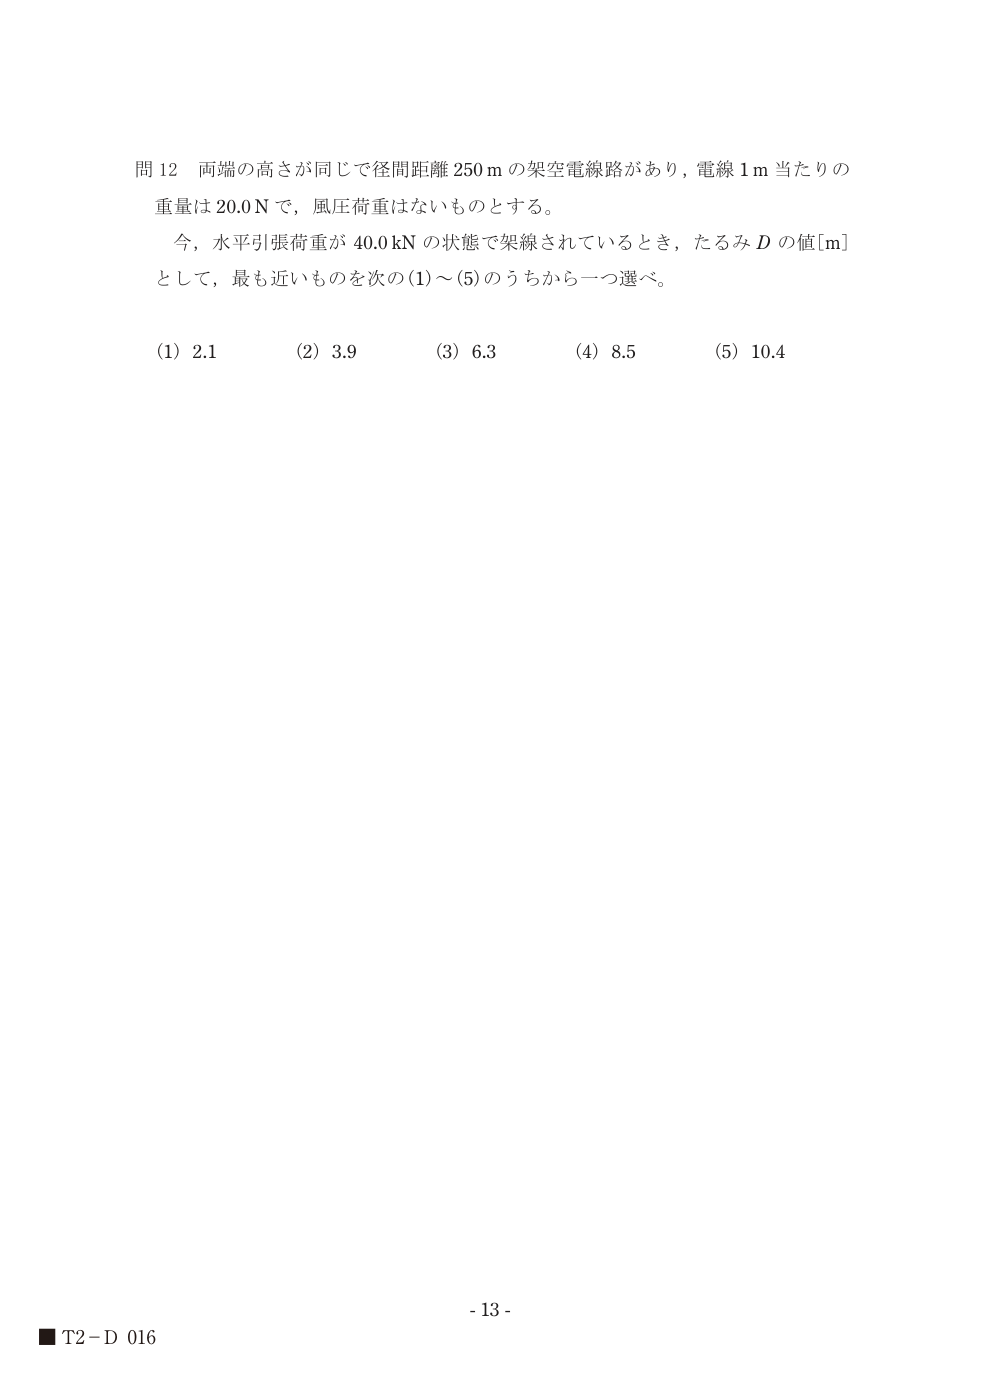 問 12　両端の高さが同じで径間距離 250 m の架空電線路があり，電線 1 m 当たりの
重量は 20.0 N で，風圧荷重はないものとする。
今，水平引張荷重が 40.0 kN の状態で架線されているとき，たるみ D の値[m]
として，最も近いものを次の(1)～(5)のうちから一つ選べ。
(1) 2.1　(2) 3.9　(3) 6.3　(4) 8.5　(5) 10.4
- 13 -
■ T2－D 016